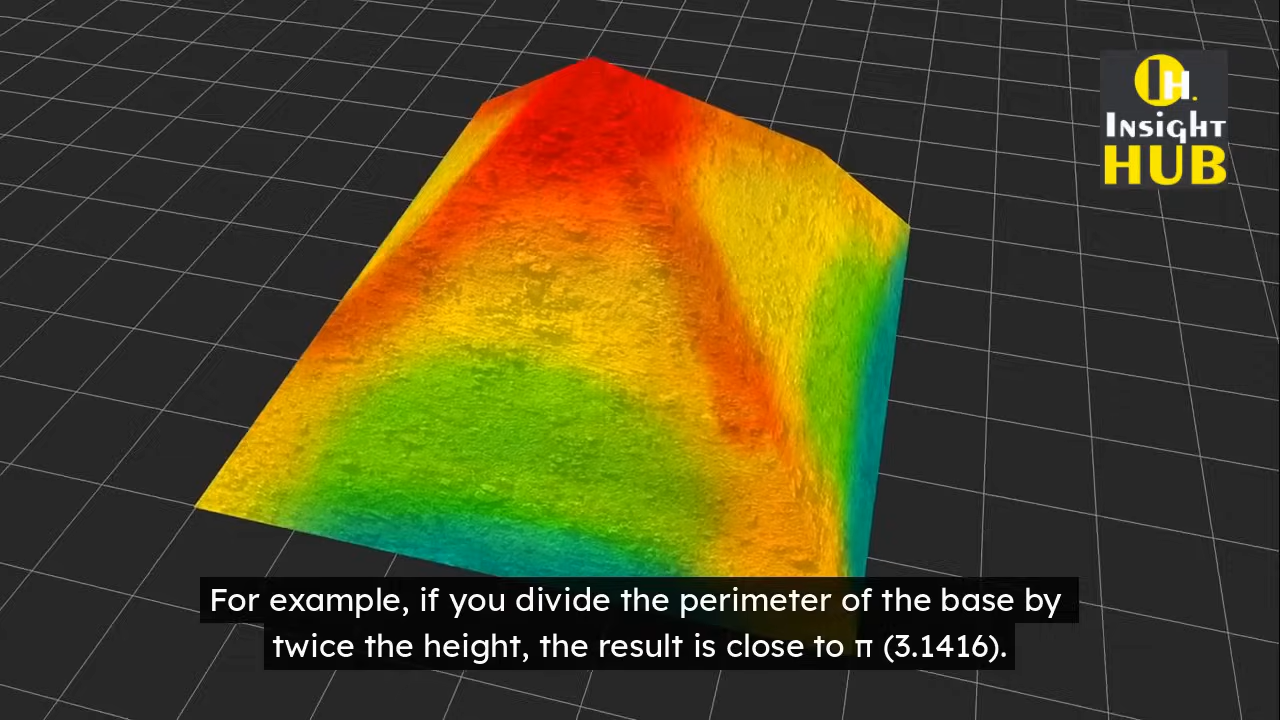 IH.
INSIGHT
HUB
For example, if you divide the perimeter of the base by
twice the height, the result is close to π (3.1416).